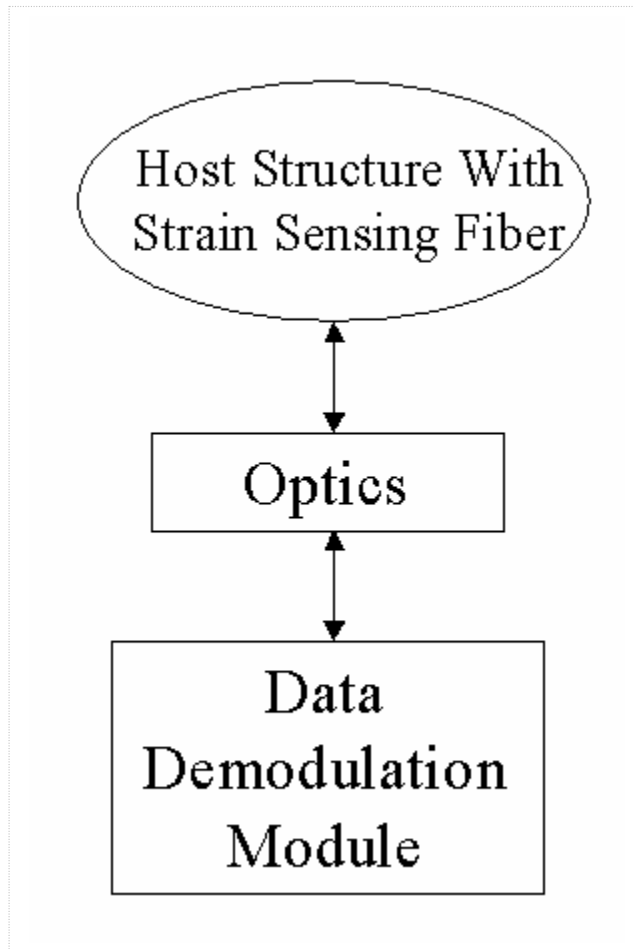 Host Structure With
Strain Sensing Fiber
Optics
Data
Demodulation
Module